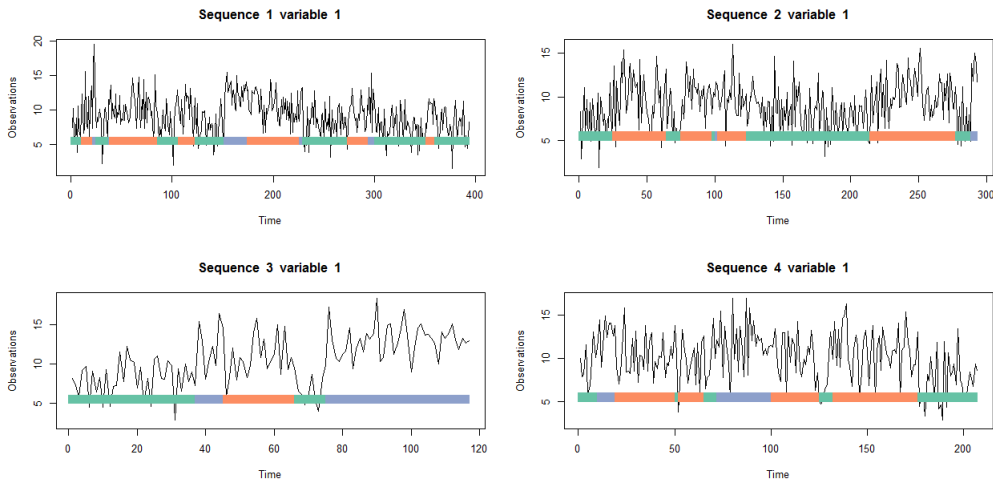 Sequence 1 variable 1
Observations
20
15
10
5
0 100 200 300 400
Time
Sequence 2 variable 1
Observations
15
10
5
0 50 100 150 200 250 300
Time
Sequence 3 variable 1
Observations
15
10
5
0 20 40 60 80 100 120
Time
Sequence 4 variable 1
Observations
15
10
5
0 50 100 150 200
Time